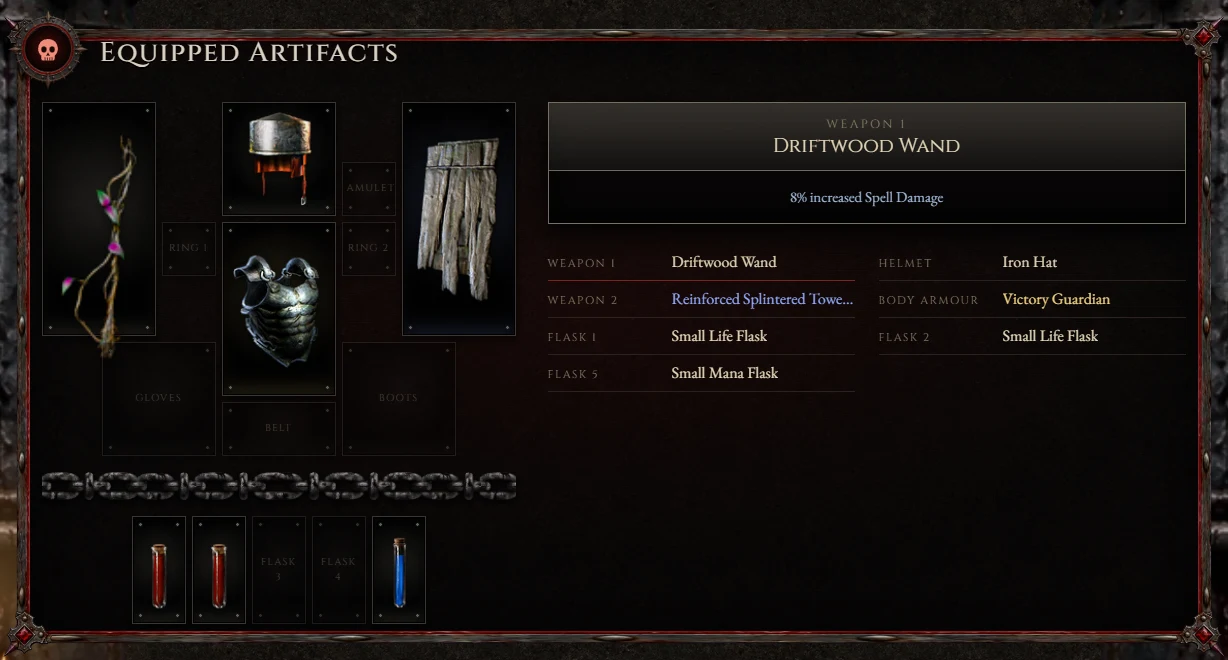 Equipped Artifacts
AMULET
RING 1
RING 2
GLOVES
BOOTS
BELT
FLASK
3
FLASK
4
WEAPON 1
Driftwood Wand
8% increased Spell Damage
WEAPON 1 Driftwood Wand
HELMET Iron Hat
WEAPON 2 Reinforced Splintered Towe...
BODY ARMOUR Victory Guardian
FLASK 1 Small Life Flask
FLASK 2 Small Life Flask
FLASK 5 Small Mana Flask